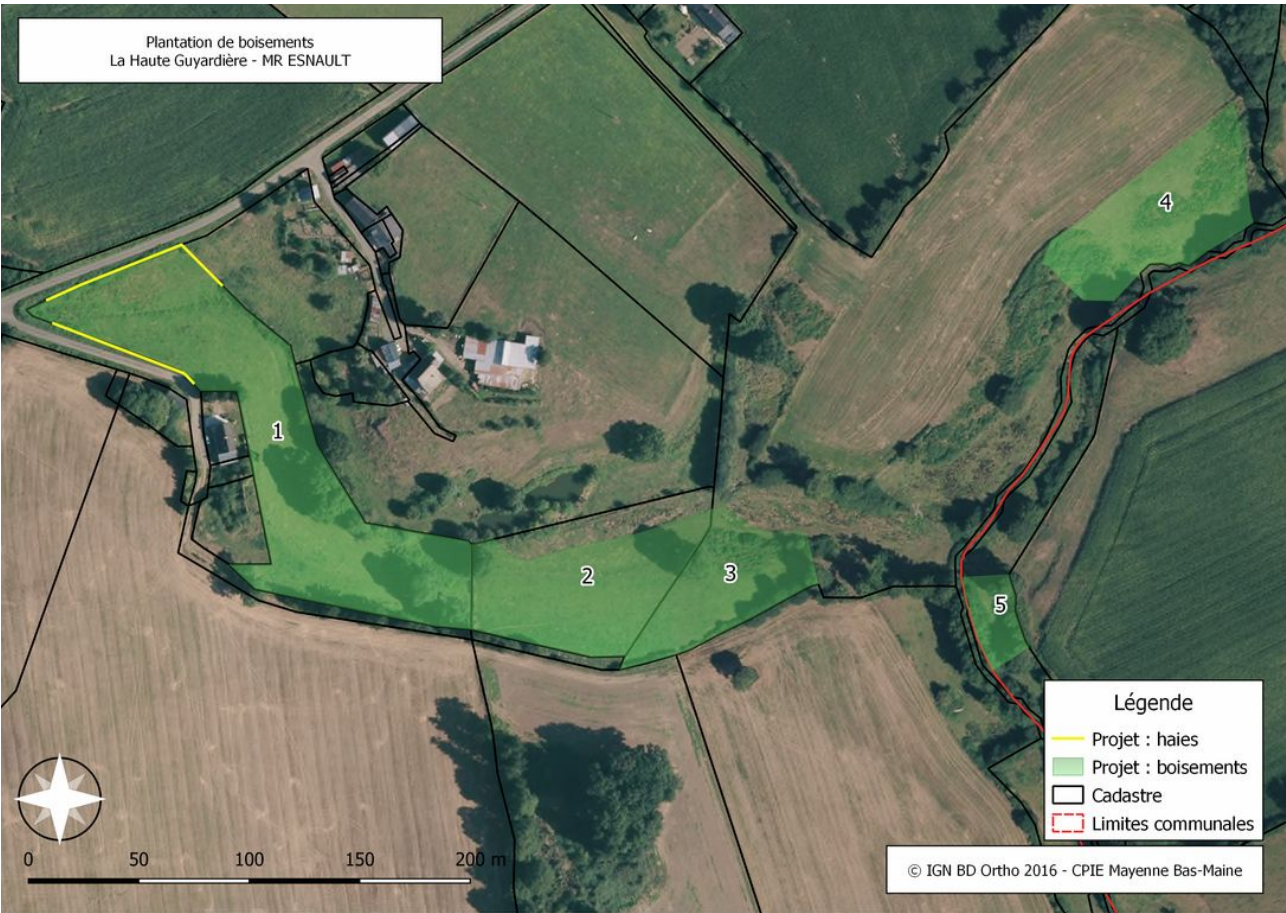 Plantation de boisements
La Haute Guyardière - MR ESNAULT
4
1
2
3
5
Légende
Projet : haies
Projet : boisements
Cadastre
Limites communales
0 50 100 150 200 m
© IGN BD Ortho 2016 - CPIE Mayenne Bas-Maine